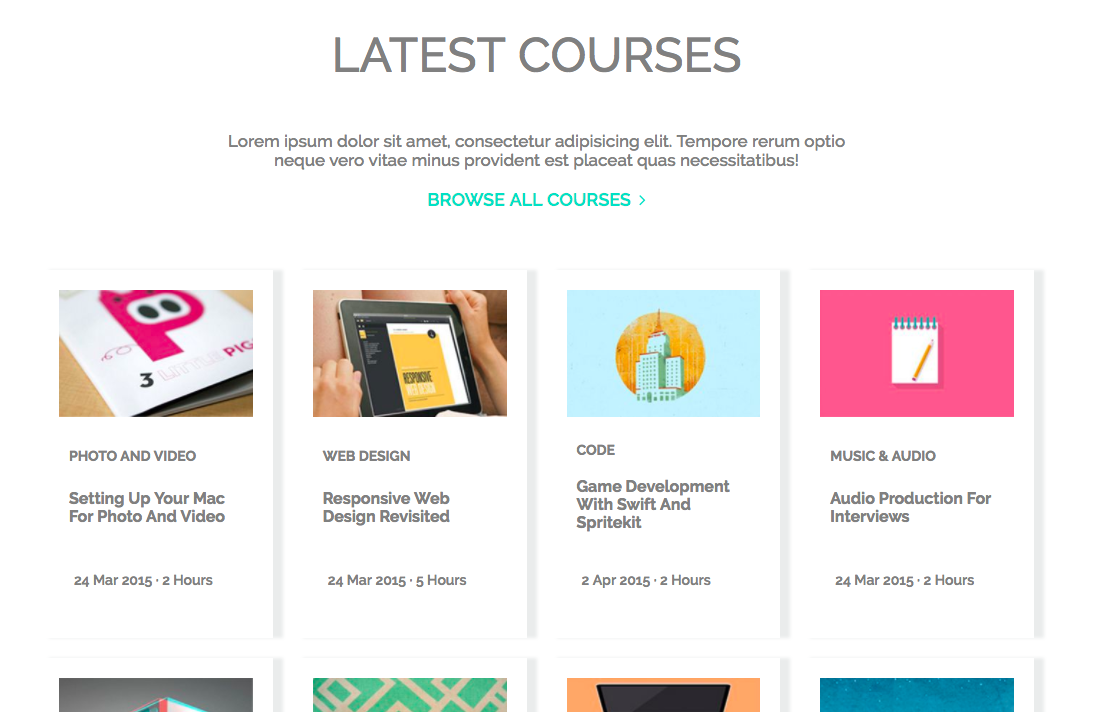 LATEST COURSES
Lorem ipsum dolor sit amet, consectetur adipisicing elit. Tempore rerum optio
neque vero vitae minus provident est placeat quas necessitatibus!
BROWSE ALL COURSES >
3 LITTLE PIG
RESPONSIVE
PHOTO AND VIDEO
Setting Up Your Mac
For Photo And Video
24 Mar 2015 · 2 Hours
WEB DESIGN
Responsive Web
Design Revisited
24 Mar 2015 · 5 Hours
CODE
Game Development
With Swift And
Spritekit
2 Apr 2015 · 2 Hours
MUSIC & AUDIO
Audio Production For
Interviews
24 Mar 2015 · 2 Hours